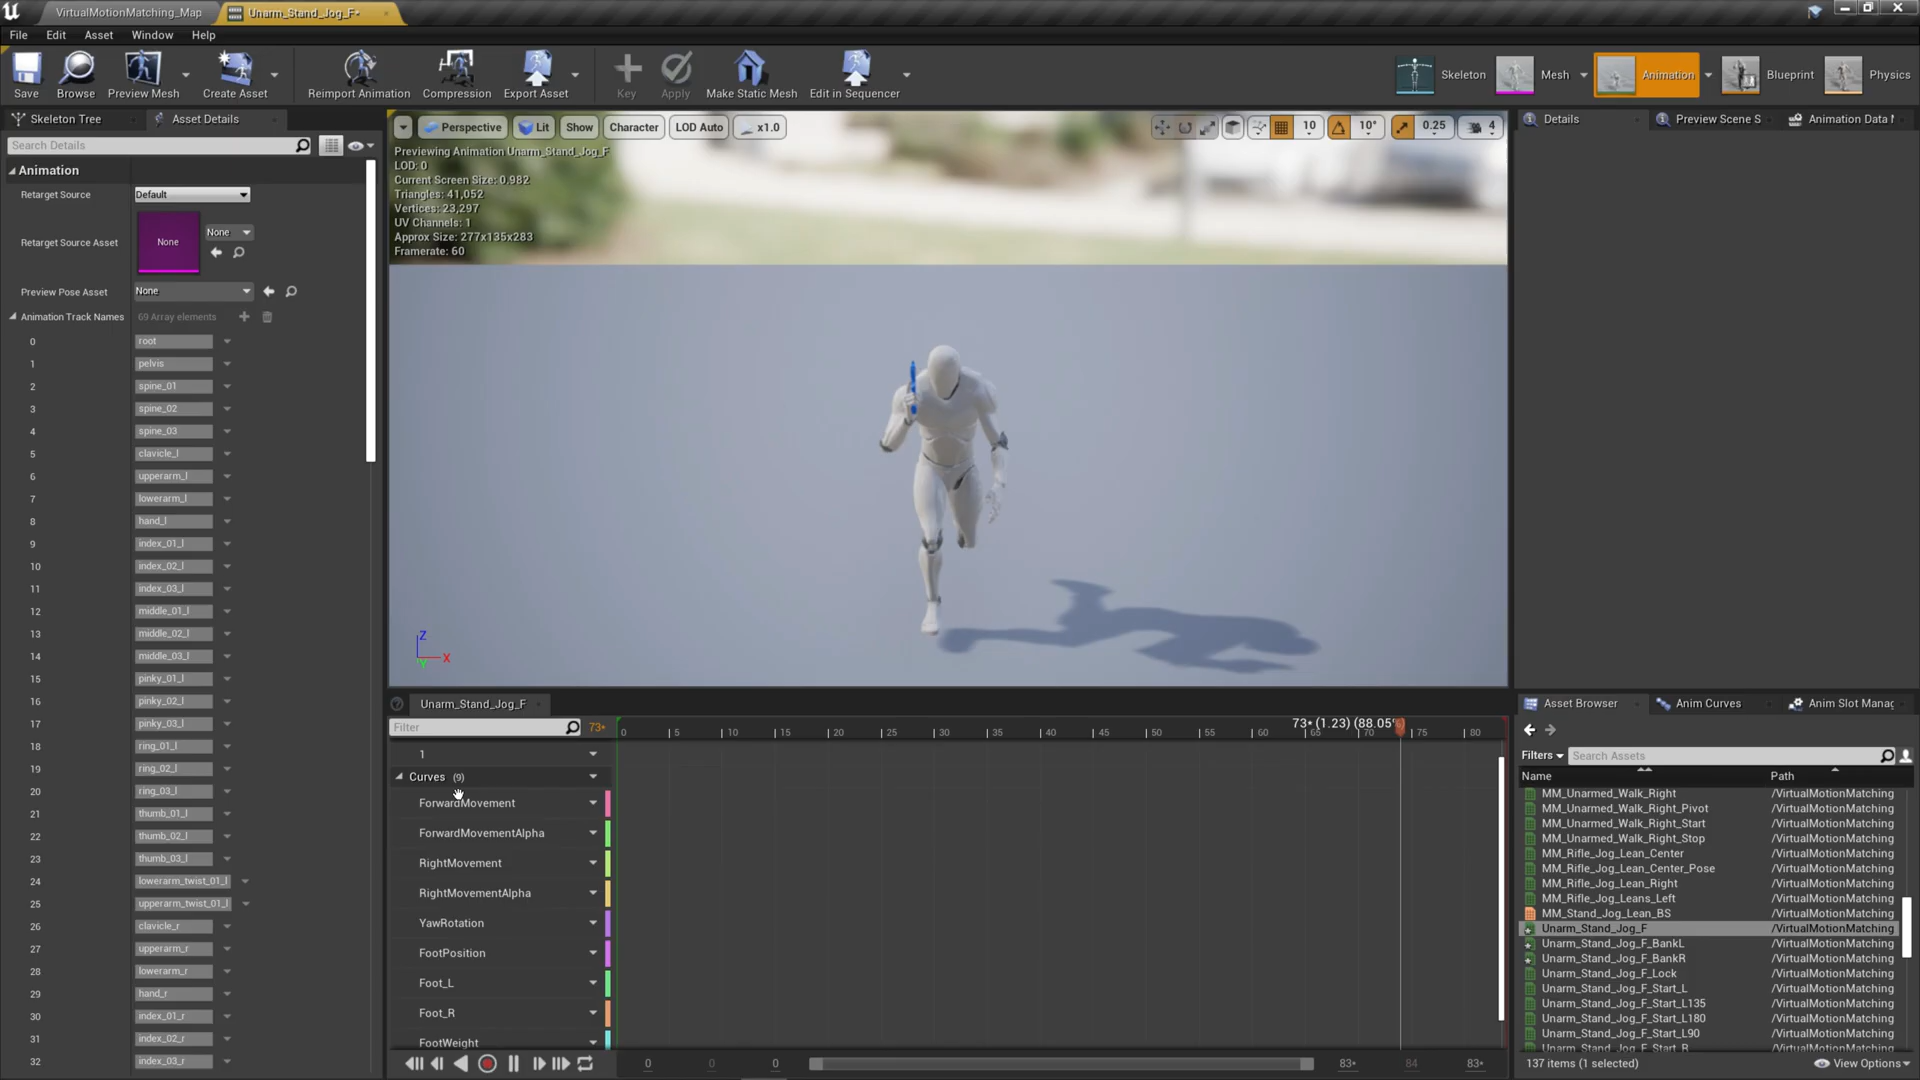 VirtualMotionMatching_Map
Unarm_Stand_Jog_F*
File Edit Asset Window Help
Save Browse Preview Mesh Create Asset Reimport Animation Compression Export Asset Key Apply Make Static Mesh Edit in Sequencer
Skeleton Mesh Animation Blueprint Physics
Skeleton Tree Asset Details
Search Details
Animation
Retarget Source Default
Retarget Source Asset None None
Preview Pose Asset None
Animation Track Names 69 Array elements
0 root
1 pelvis
2 spine_01
3 spine_02
4 spine_03
5 clavicle_l
6 upperarm_l
7 lowerarm_l
8 hand_l
9 index_01_l
10 index_02_l
11 index_03_l
12 middle_01_l
13 middle_02_l
14 middle_03_l
15 pinky_01_l
16 pinky_02_l
17 pinky_03_l
18 ring_01_l
19 ring_02_l
20 ring_03_l
21 thumb_01_l
22 thumb_02_l
23 thumb_03_l
24 lowerarm_twist_01_l
25 upperarm_twist_01_l
26 clavicle_r
27 upperarm_r
28 lowerarm_r
29 hand_r
30 index_01_r
31 index_02_r
32 index_03_r
Perspective Lit Show Character LOD Auto x1.0
10 10° 0.25 4
Previewing Animation Unarm_Stand_Jog_F
LOD: 0
Current Screen Size: 0.982
Triangles: 41,052
Vertices: 23,297
UV Channels: 1
Approx Size: 277x135x283
Framerate: 60
Z
X
Y
Unarm_Stand_Jog_F
Filter 73*
73* (1.23) (88.05%)
0 5 10 15 20 25 30 35 40 45 50 55 60 65 70 75 80
1
Curves (9)
ForwardMovement
ForwardMovementAlpha
RightMovement
RightMovementAlpha
YawRotation
FootPosition
Foot_L
Foot_R
FootWeight
0 0 0 83* 84 83*
Details Preview Scene S Animation Data
Asset Browser Anim Curves Anim Slot Manag
Filters Search Assets
Name Path
MM_Unarmed_Walk_Right /VirtualMotionMatching
MM_Unarmed_Walk_Right_Pivot /VirtualMotionMatching
MM_Unarmed_Walk_Right_Start /VirtualMotionMatching
MM_Unarmed_Walk_Right_Stop /VirtualMotionMatching
MM_Rifle_Jog_Lean_Center /VirtualMotionMatching
MM_Rifle_Jog_Lean_Center_Pose /VirtualMotionMatching
MM_Rifle_Jog_Lean_Right /VirtualMotionMatching
MM_Rifle_Jog_Leans_Left /VirtualMotionMatching
MM_Stand_Jog_Lean_BS /VirtualMotionMatching
Unarm_Stand_Jog_F /VirtualMotionMatching
Unarm_Stand_Jog_F_BankL /VirtualMotionMatching
Unarm_Stand_Jog_F_BankR /VirtualMotionMatching
Unarm_Stand_Jog_F_Lock /VirtualMotionMatching
Unarm_Stand_Jog_F_Start_L /VirtualMotionMatching
Unarm_Stand_Jog_F_Start_L135 /VirtualMotionMatching
Unarm_Stand_Jog_F_Start_L180 /VirtualMotionMatching
Unarm_Stand_Jog_F_Start_L90 /VirtualMotionMatching
Unarm_Stand_Jog_F_Start_R /VirtualMotionMatching
137 items (1 selected) View Options